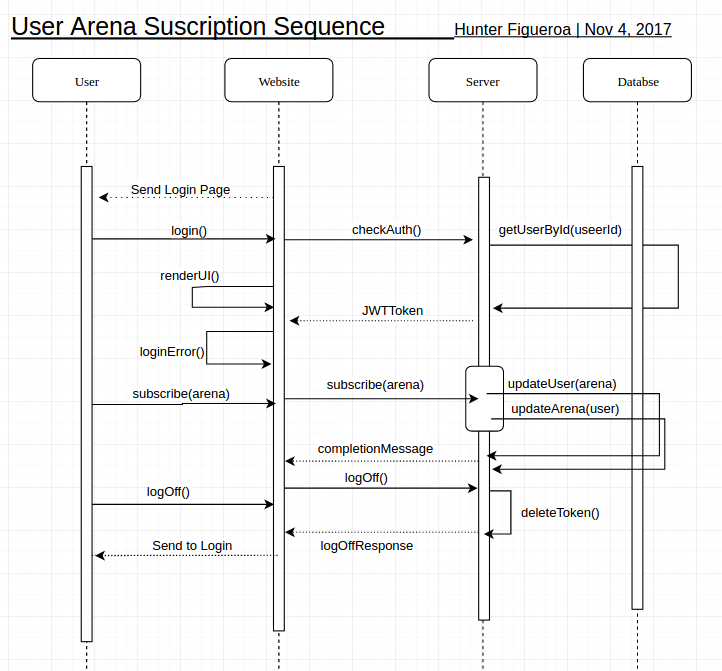 User Arena Suscription Sequence
Hunter Figueroa | Nov 4, 2017
User
Website
Server
Databse
Send Login Page
login()
checkAuth()
getUserById(useerId)
renderUI()
JWTToken
loginError()
subscribe(arena)
subscribe(arena)
updateUser(arena)
updateArena(user)
completionMessage
logOff()
logOff()
deleteToken()
Send to Login
logOffResponse